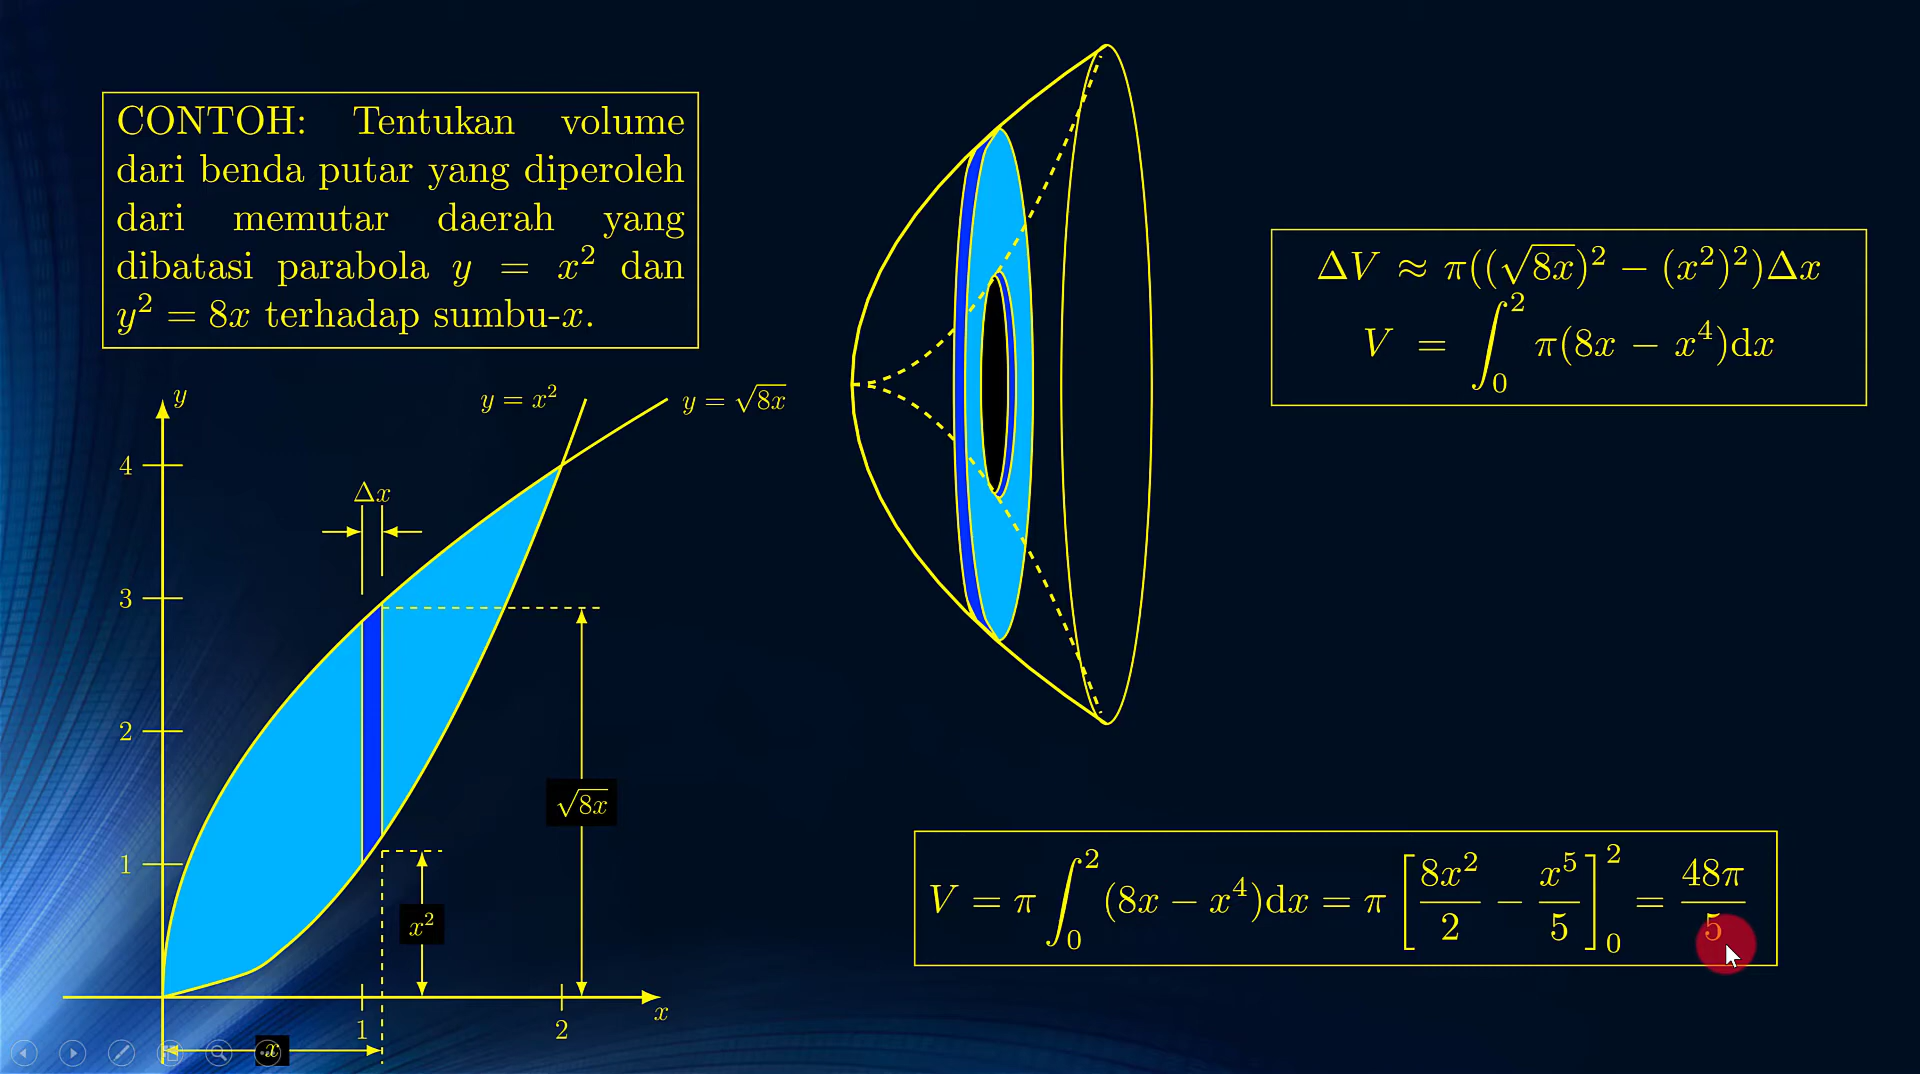 CONTOH: Tentukan volume
dari benda putar yang diperoleh
dari memutar daerah yang
dibatasi parabola y = x² dan
y² = 8x terhadap sumbu-x.
ΔV ≈ π((√8x)² − (x²)²)Δx
V = ∫₀² π(8x − x⁴)dx
y
y = x²
y = √8x
4
Δx
3
2
√8x
1
x²
x
1
2
x
V = π ∫₀² (8x − x⁴)dx = π [8x²/2 − x⁵/5]₀² = 48π/5